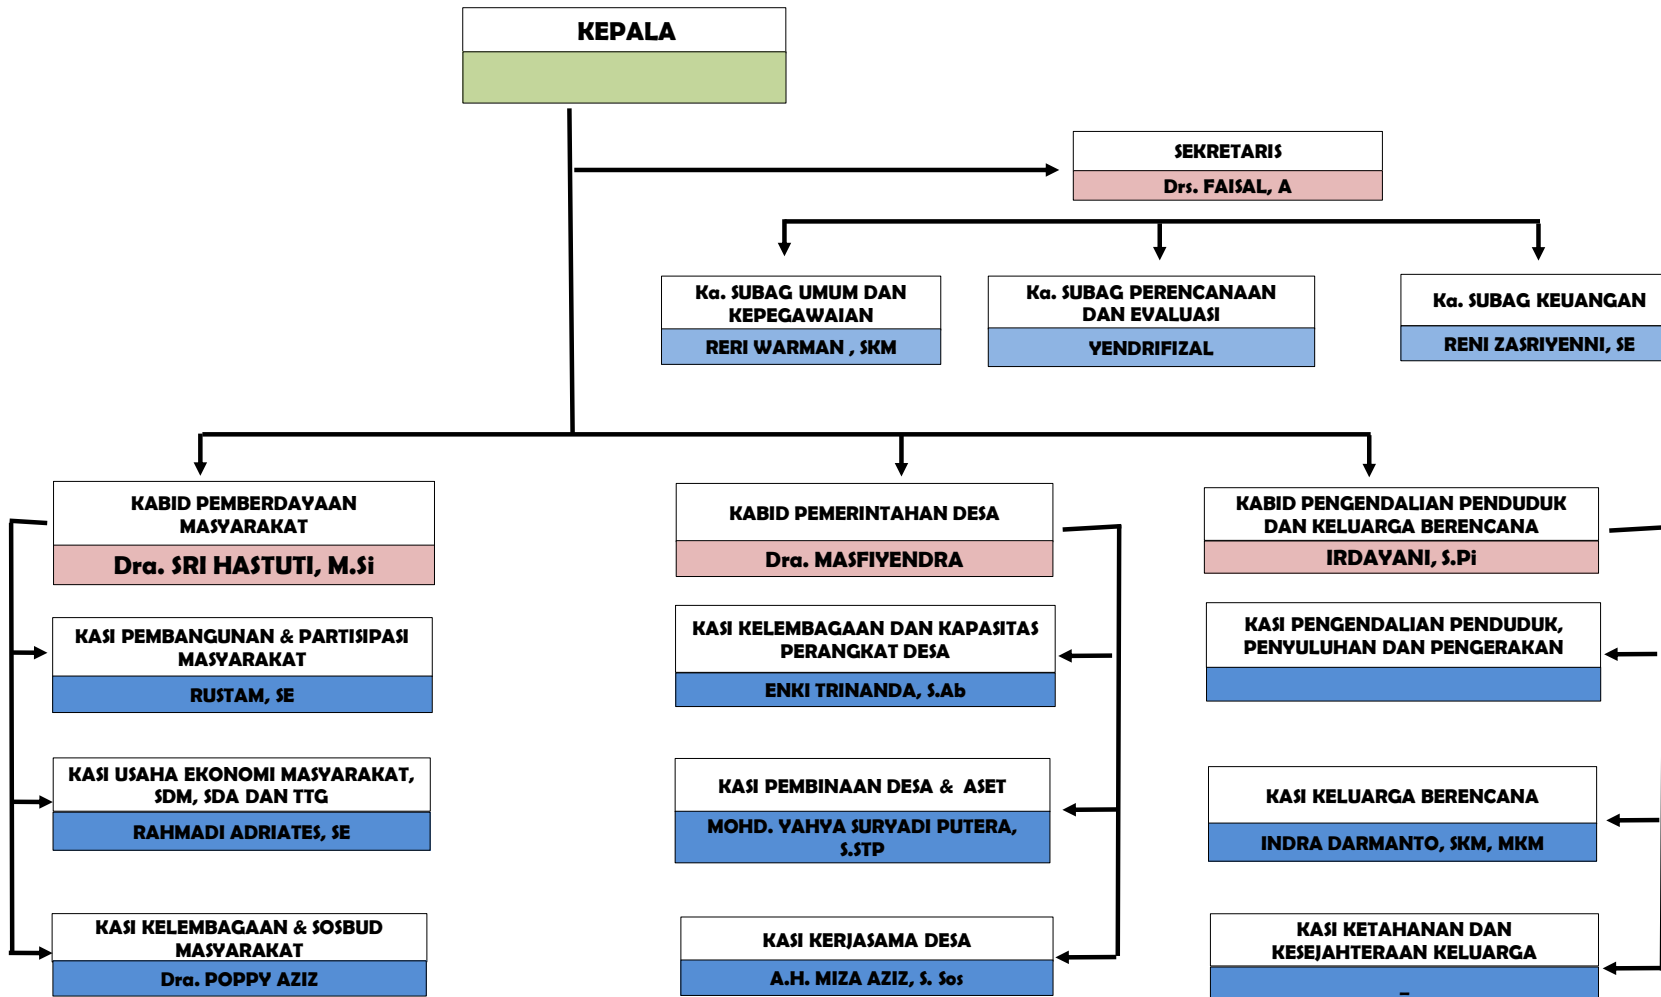 KEPALA
SEKRETARIS
Drs. FAISAL, A
Ka. SUBAG UMUM DAN
KEPEGAWAIAN
RERI WARMAN , SKM
Ka. SUBAG PERENCANAAN
DAN EVALUASI
YENDRIFIZAL
Ka. SUBAG KEUANGAN
RENI ZASRIYENNI, SE
KABID PEMBERDAYAAN
MASYARAKAT
Dra. SRI HASTUTI, M.Si
KASI PEMBANGUNAN & PARTISIPASI
MASYARAKAT
RUSTAM, SE
KASI USAHA EKONOMI MASYARAKAT,
SDM, SDA DAN TTG
RAHMADI ADRIATES, SE
KASI KELEMBAGAAN & SOSBUD
MASYARAKAT
Dra. POPPY AZIZ
KABID PEMERINTAHAN DESA
Dra. MASFIYENDRA
KASI KELEMBAGAAN DAN KAPASITAS
PERANGKAT DESA
ENKI TRINANDA, S.Ab
KASI PEMBINAAN DESA & ASET
MOHD. YAHYA SURYADI PUTERA,
S.STP
KASI KERJASAMA DESA
A.H. MIZA AZIZ, S. Sos
KABID PENGENDALIAN PENDUDUK
DAN KELUARGA BERENCANA
IRDAYANI, S.Pi
KASI PENGENDALIAN PENDUDUK,
PENYULUHAN DAN PENGERAKAN
KASI KELUARGA BERENCANA
INDRA DARMANTO, SKM, MKM
KASI KETAHANAN DAN
KESEJAHTERAAN KELUARGA
–